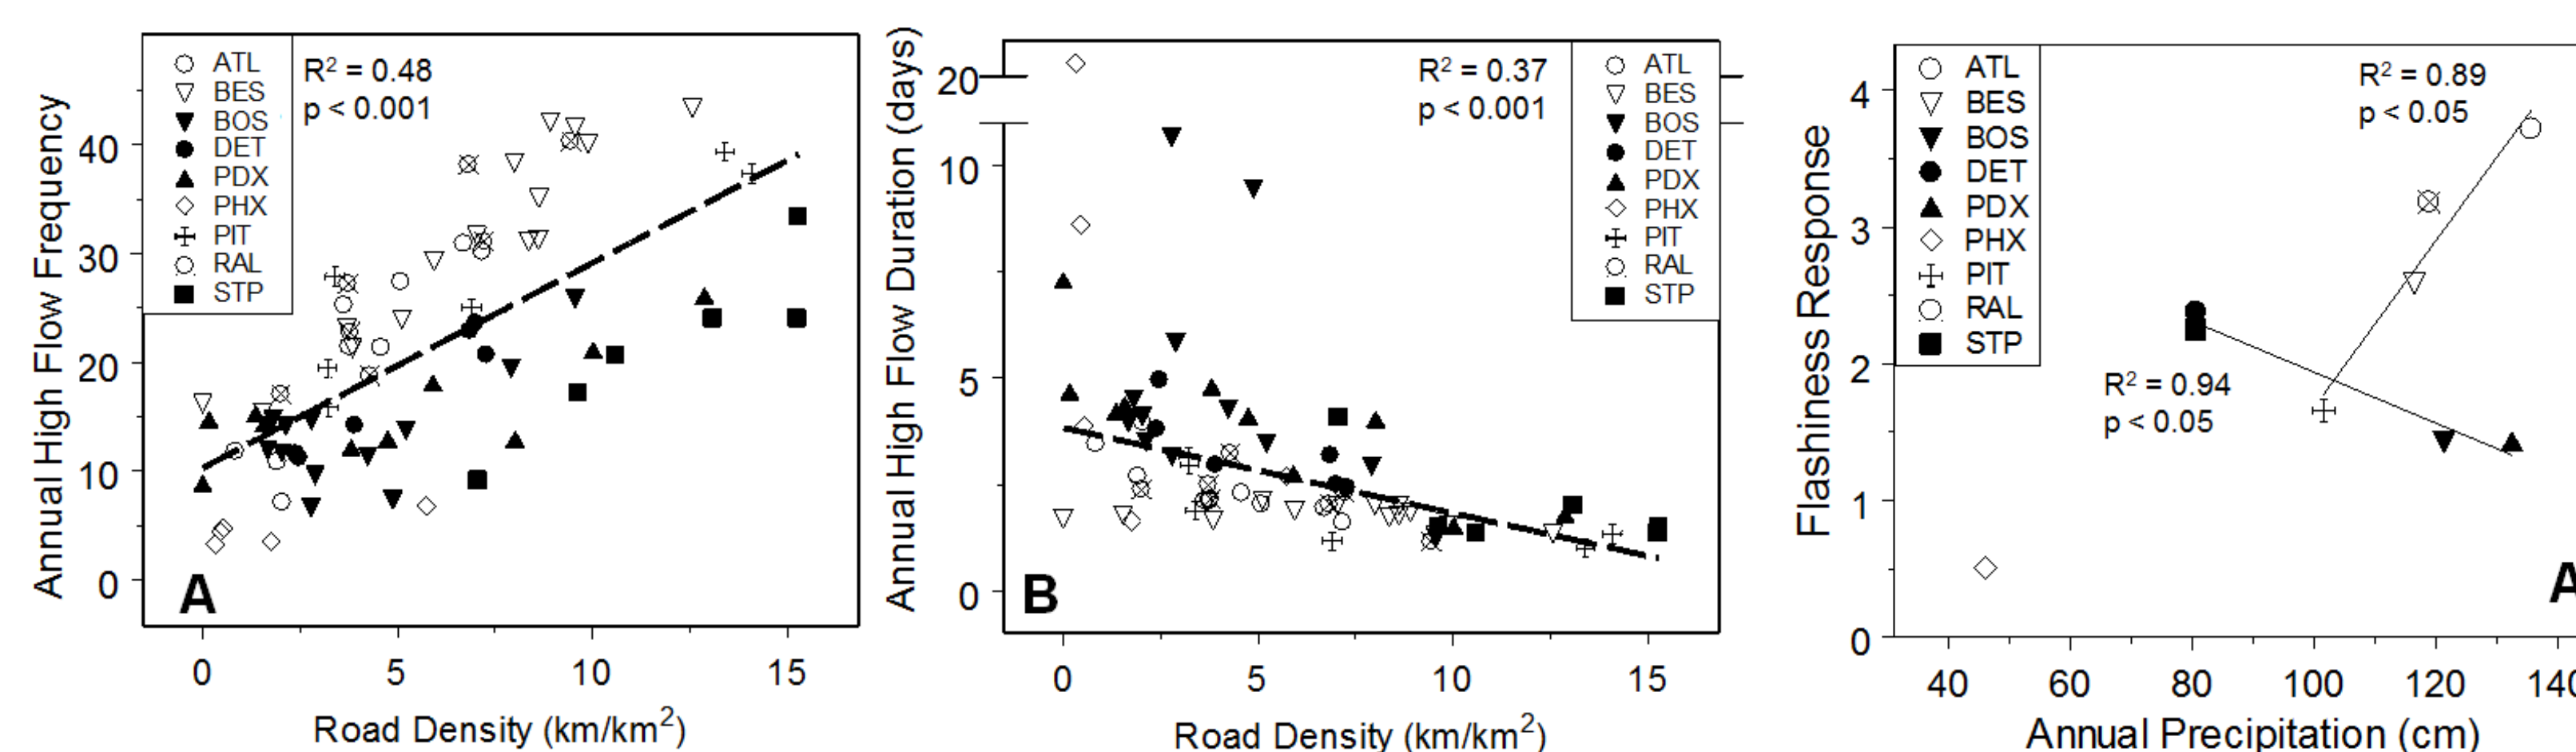 Annual High Flow Frequency
40
30
20
10
0
ATL
BES
BOS
DET
PDX
PHX
PIT
RAL
STP
R² = 0.48
p < 0.001
A
0 5 10 15
Road Density (km/km²)
Annual High Flow Duration (days)
20
10
5
0
R² = 0.37
p < 0.001
ATL
BES
BOS
DET
PDX
PHX
PIT
RAL
STP
B
0 5 10 15
Road Density (km/km²)
Flashiness Response
4
3
2
1
0
ATL
BES
BOS
DET
PDX
PHX
PIT
RAL
STP
R² = 0.89
p < 0.05
R² = 0.94
p < 0.05
A
40 60 80 100 120 140
Annual Precipitation (cm)